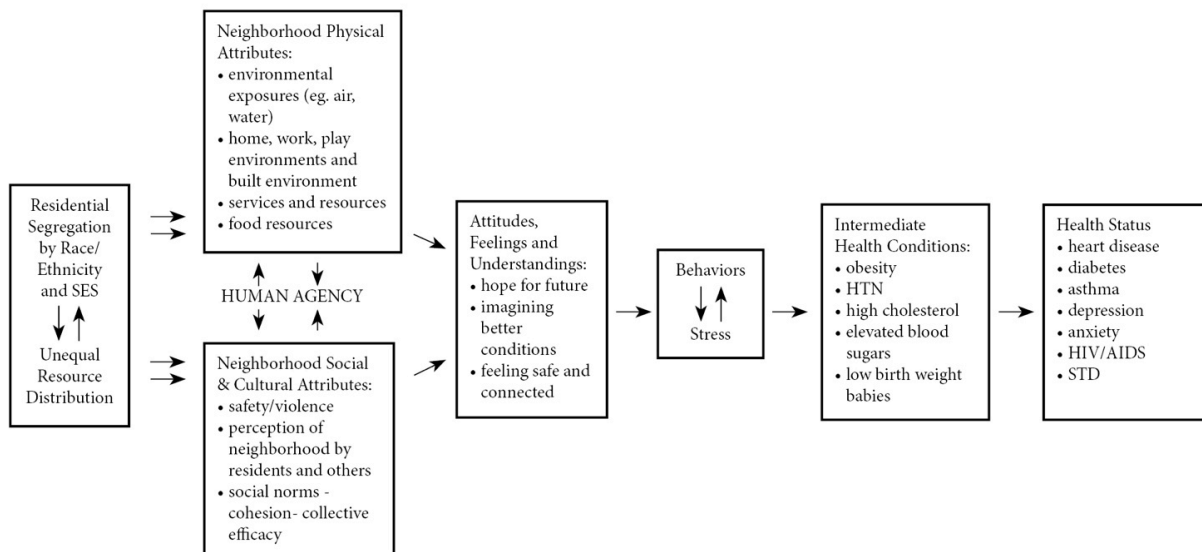 Residential
Segregation
by Race/
Ethnicity
and SES
Unequal
Resource
Distribution
Neighborhood Physical
Attributes:
• environmental
exposures (eg. air,
water)
• home, work, play
environments and
built environment
• services and resources
• food resources
HUMAN AGENCY
Neighborhood Social
& Cultural Attributes:
• safety/violence
• perception of
neighborhood by
residents and others
• social norms -
cohesion- collective
efficacy
Attitudes,
Feelings and
Understandings:
• hope for future
• imagining
better
conditions
• feeling safe and
connected
Behaviors
Stress
Intermediate
Health Conditions:
• obesity
• HTN
• high cholesterol
• elevated blood
sugars
• low birth weight
babies
Health Status
• heart disease
• diabetes
• asthma
• depression
• anxiety
• HIV/AIDS
• STD